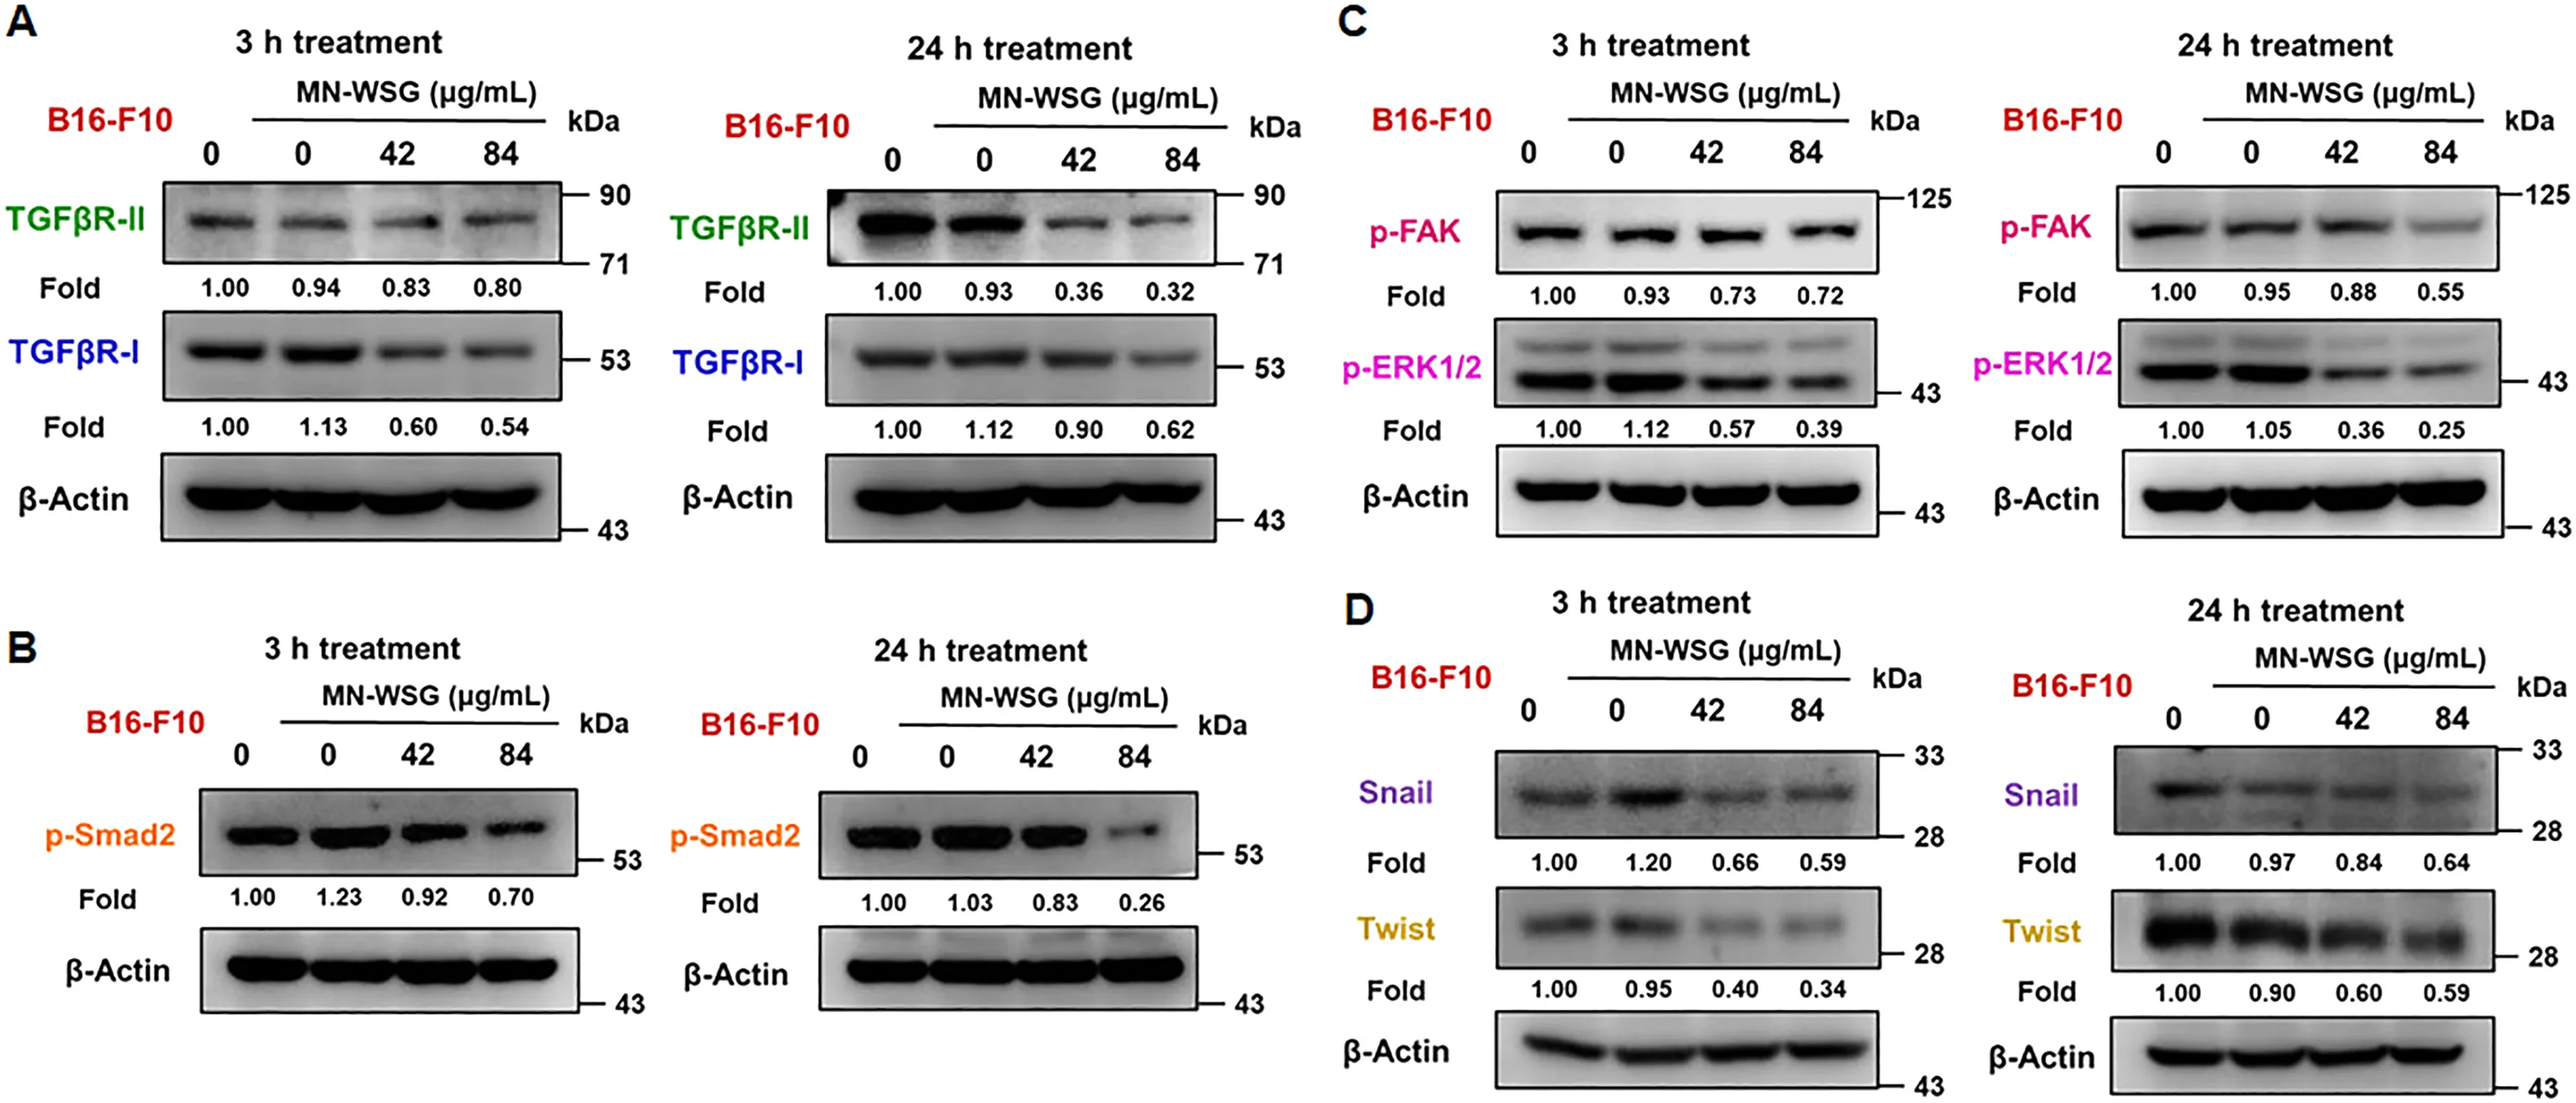 A
3 h treatment
MN-WSG (μg/mL)
B16-F10
kDa
0 0 42 84
TGFβR-II
90
71
Fold 1.00 0.94 0.83 0.80
TGFβR-I
53
Fold 1.00 1.13 0.60 0.54
β-Actin
43
24 h treatment
MN-WSG (μg/mL)
B16-F10
kDa
0 0 42 84
TGFβR-II
90
71
Fold 1.00 0.93 0.36 0.32
TGFβR-I
53
Fold 1.00 1.12 0.90 0.62
β-Actin
43
B
3 h treatment
MN-WSG (μg/mL)
B16-F10
kDa
0 0 42 84
p-Smad2
53
Fold 1.00 1.23 0.92 0.70
β-Actin
43
24 h treatment
MN-WSG (μg/mL)
B16-F10
kDa
0 0 42 84
p-Smad2
53
Fold 1.00 1.03 0.83 0.26
β-Actin
43
C
3 h treatment
MN-WSG (μg/mL)
B16-F10
kDa
0 0 42 84
p-FAK
125
Fold 1.00 0.93 0.73 0.72
p-ERK1/2
43
Fold 1.00 1.12 0.57 0.39
β-Actin
43
24 h treatment
MN-WSG (μg/mL)
B16-F10
kDa
0 0 42 84
p-FAK
125
Fold 1.00 0.95 0.88 0.55
p-ERK1/2
43
Fold 1.00 1.05 0.36 0.25
β-Actin
43
D
3 h treatment
MN-WSG (μg/mL)
B16-F10
kDa
0 0 42 84
Snail
33
28
Fold 1.00 1.20 0.66 0.59
Twist
28
Fold 1.00 0.95 0.40 0.34
β-Actin
43
24 h treatment
MN-WSG (μg/mL)
B16-F10
kDa
0 0 42 84
Snail
33
28
Fold 1.00 0.97 0.84 0.64
Twist
28
Fold 1.00 0.90 0.60 0.59
β-Actin
43